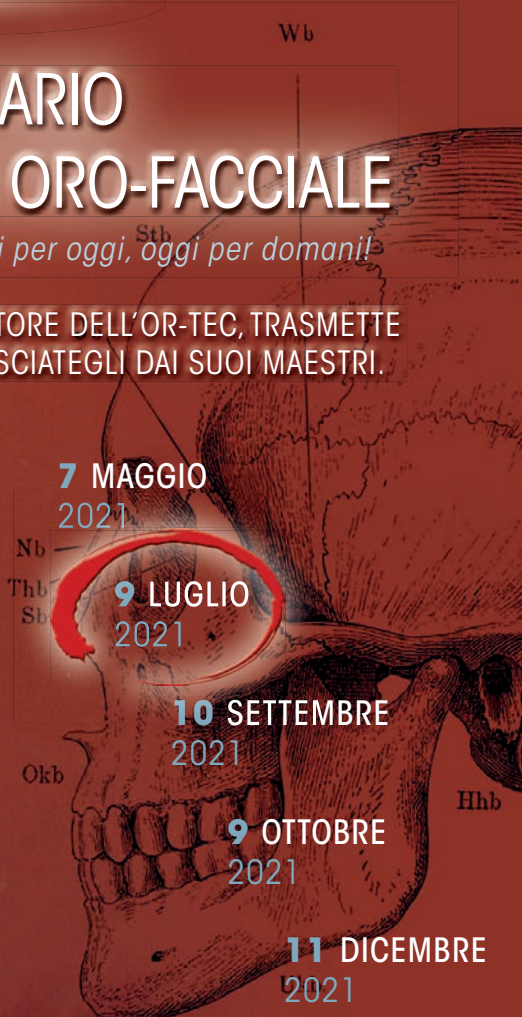 Wb
ARIO
ORO-FACCIALE
Stb
i per oggi, oggi per domani!
TORE DELL'OR-TEC, TRASMETTE
SCIATEGLI DAI SUOI MAESTRI.
7 MAGGIO
2021
Nb
Thb
Sb
9 LUGLIO
2021
10 SETTEMBRE
2021
Okb
Hhb
9 OTTOBRE
2021
11 DICEMBRE
2021